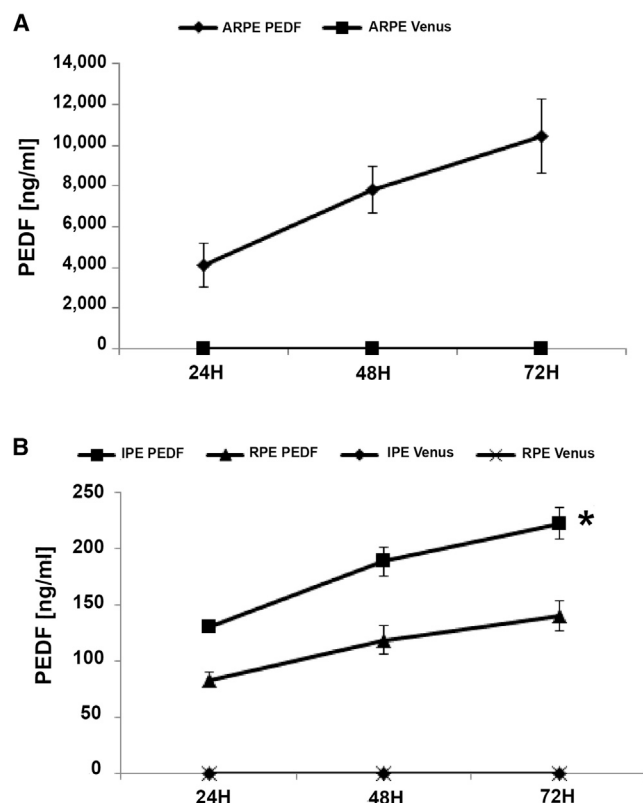 A
ARPE PEDF ARPE Venus
14,000
12,000
10,000
8,000
6,000
4,000
2,000
0
PEDF [ng/ml]
24H 48H 72H
B
IPE PEDF RPE PEDF IPE Venus RPE Venus
250
200
150
100
50
0
PEDF [ng/ml]
*
24H 48H 72H